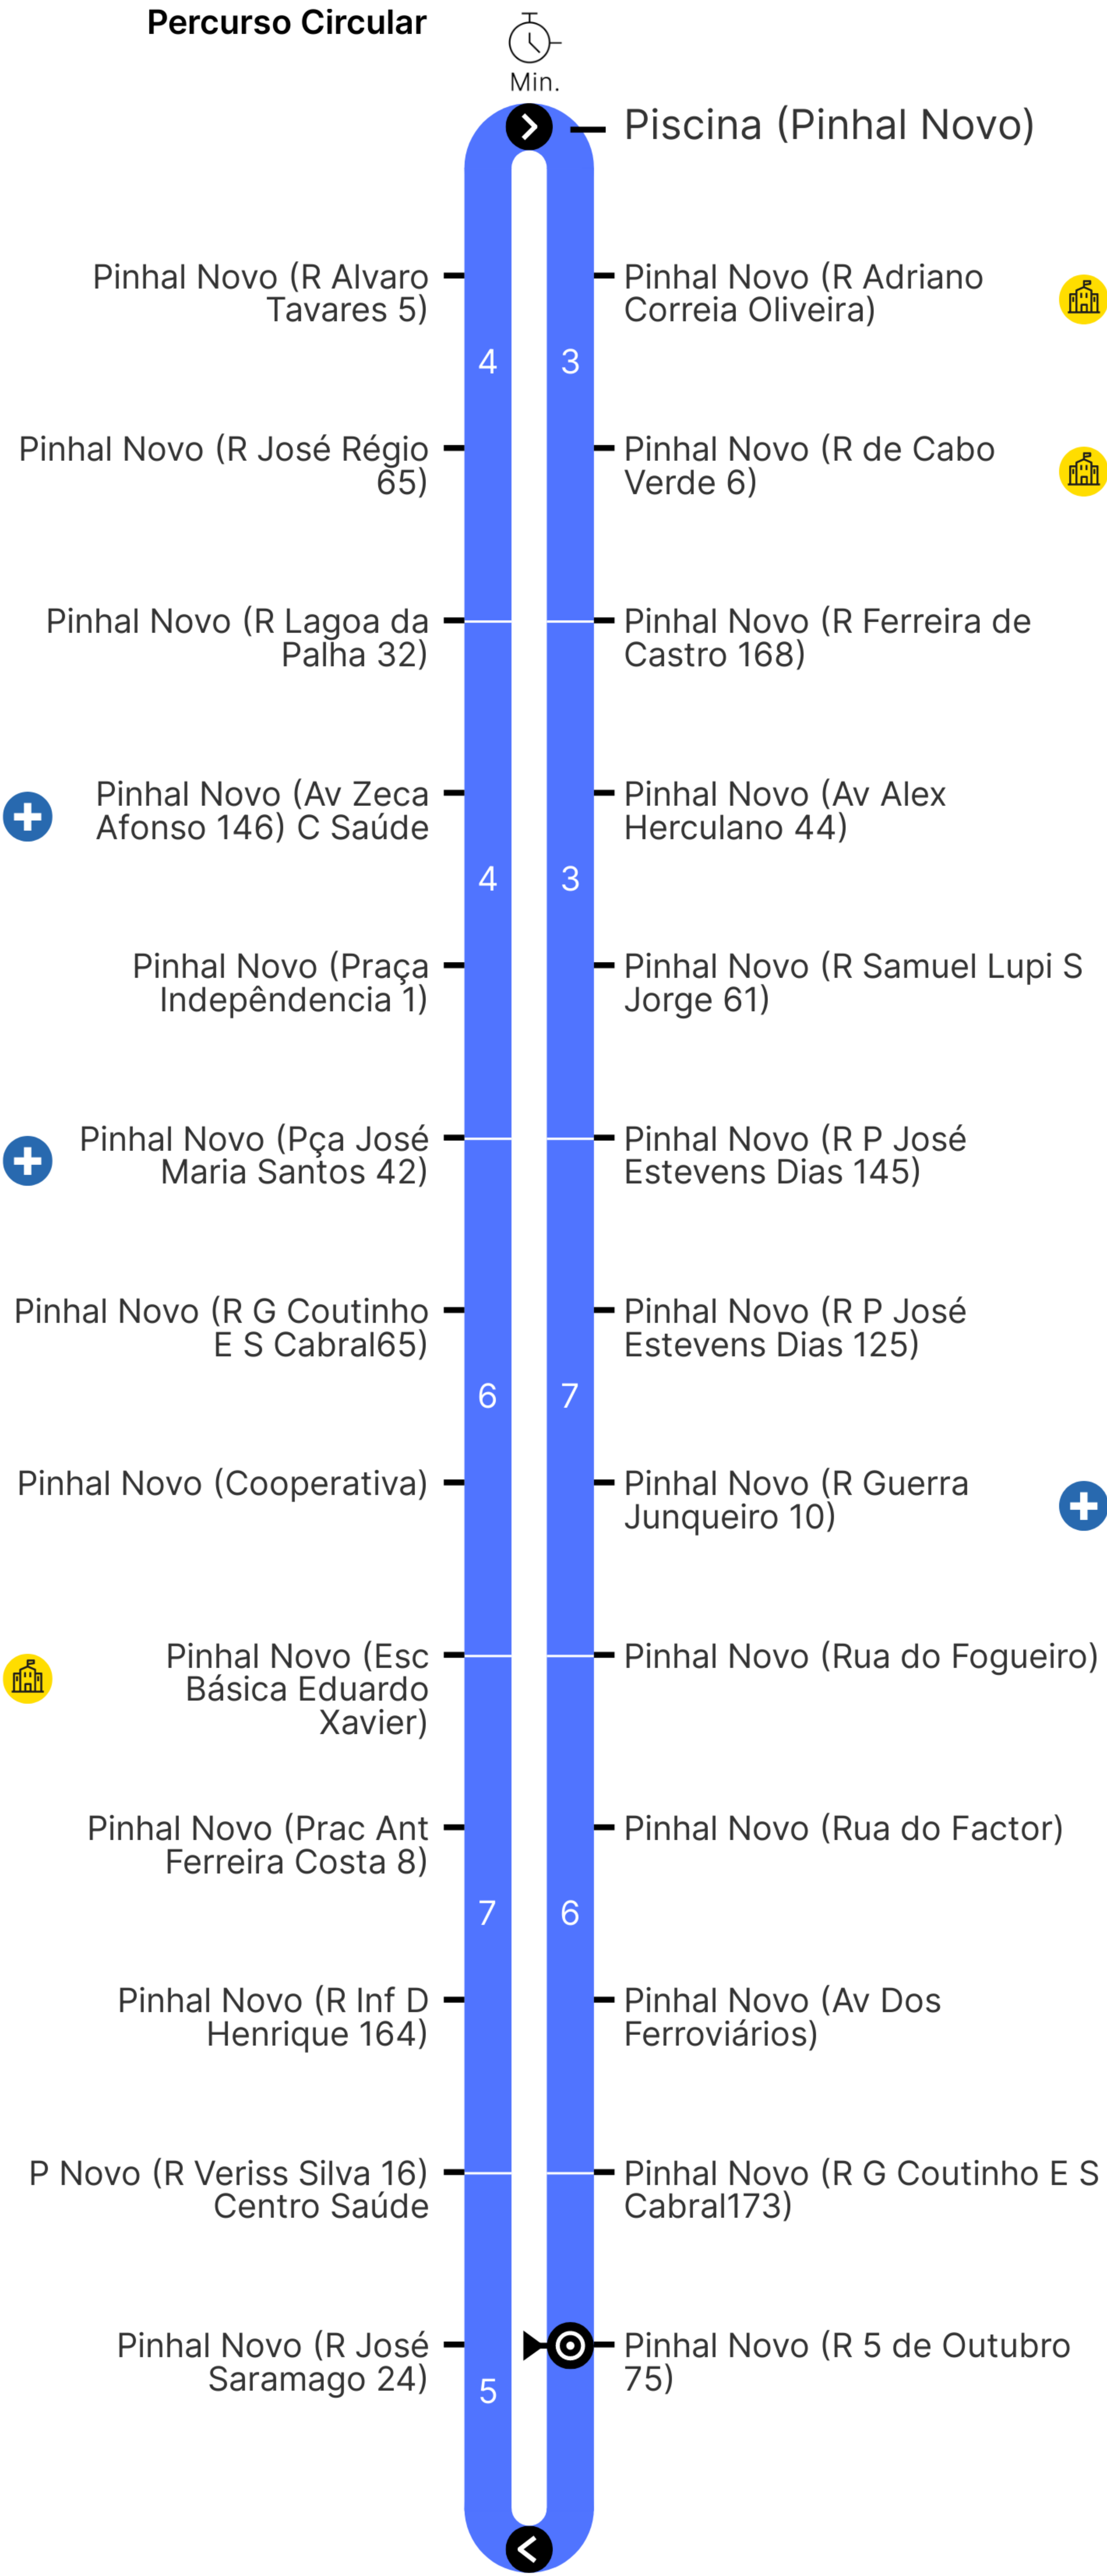 Percurso Circular
Min.
Piscina (Pinhal Novo)
Pinhal Novo (R Alvaro
Tavares 5)
Pinhal Novo (R Adriano
Correia Oliveira)
4
3
Pinhal Novo (R José Régio
65)
Pinhal Novo (R de Cabo
Verde 6)
Pinhal Novo (R Lagoa da
Palha 32)
Pinhal Novo (R Ferreira de
Castro 168)
Pinhal Novo (Av Zeca
Afonso 146) C Saúde
Pinhal Novo (Av Alex
Herculano 44)
4
3
Pinhal Novo (Praça
Indepêndencia 1)
Pinhal Novo (R Samuel Lupi S
Jorge 61)
Pinhal Novo (Pça José
Maria Santos 42)
Pinhal Novo (R P José
Estevens Dias 145)
Pinhal Novo (R G Coutinho
E S Cabral65)
Pinhal Novo (R P José
Estevens Dias 125)
6
7
Pinhal Novo (Cooperativa)
Pinhal Novo (R Guerra
Junqueiro 10)
Pinhal Novo (Esc
Básica Eduardo
Xavier)
Pinhal Novo (Rua do Fogueiro)
Pinhal Novo (Prac Ant
Ferreira Costa 8)
Pinhal Novo (Rua do Factor)
7
6
Pinhal Novo (R Inf D
Henrique 164)
Pinhal Novo (Av Dos
Ferroviários)
P Novo (R Veriss Silva 16)
Centro Saúde
Pinhal Novo (R G Coutinho E S
Cabral173)
Pinhal Novo (R José
Saramago 24)
Pinhal Novo (R 5 de Outubro
75)
5